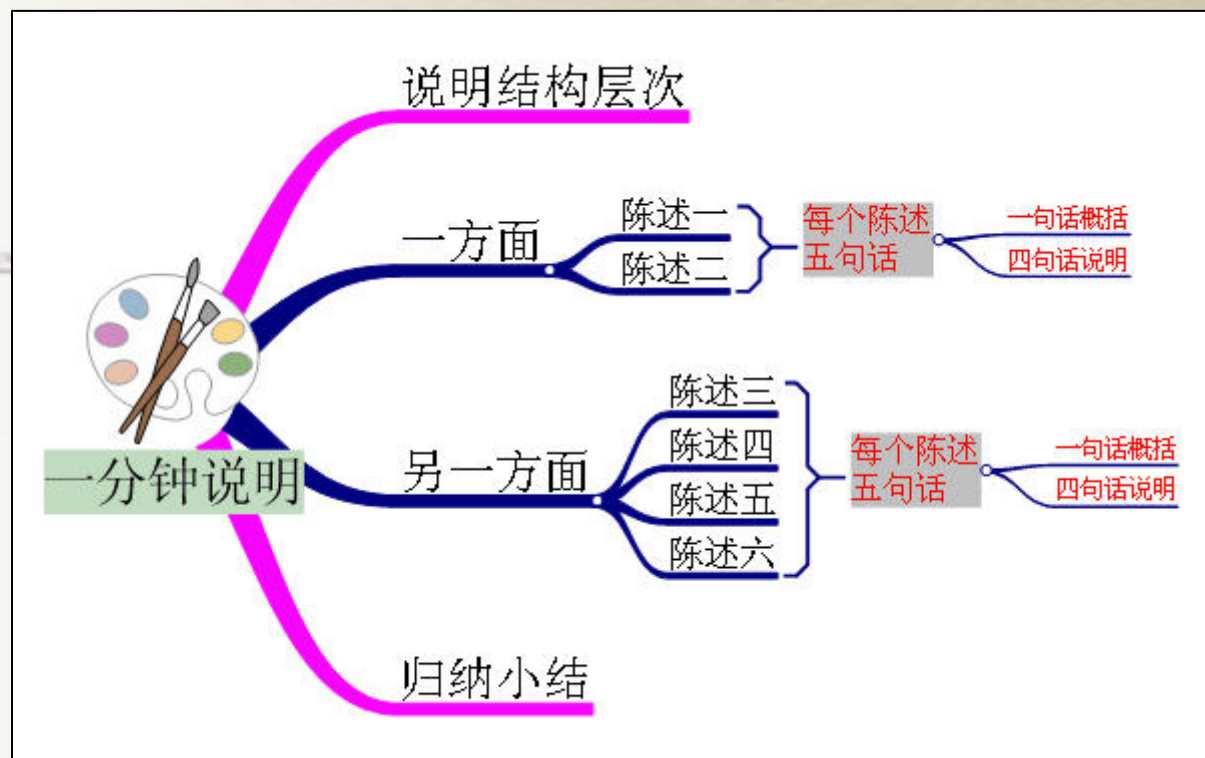 说明结构层次
一方面
陈述一
陈述二
每个陈述
五句话
一句话概括
四句话说明
一分钟说明
另一方面
陈述三
陈述四
陈述五
陈述六
每个陈述
五句话
一句话概括
四句话说明
归纳小结